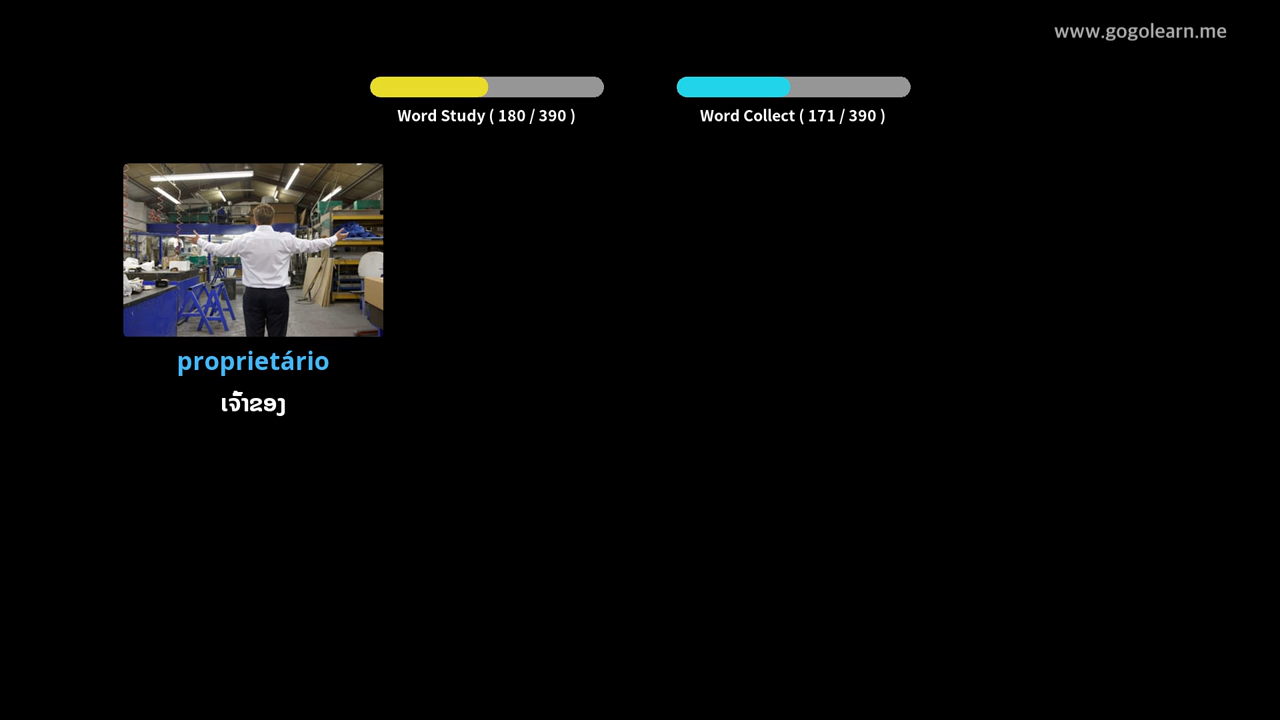 www.gogolearn.me
Word Study ( 180 / 390 )
Word Collect ( 171 / 390 )
proprietário
ເຈົ້າຂອງ